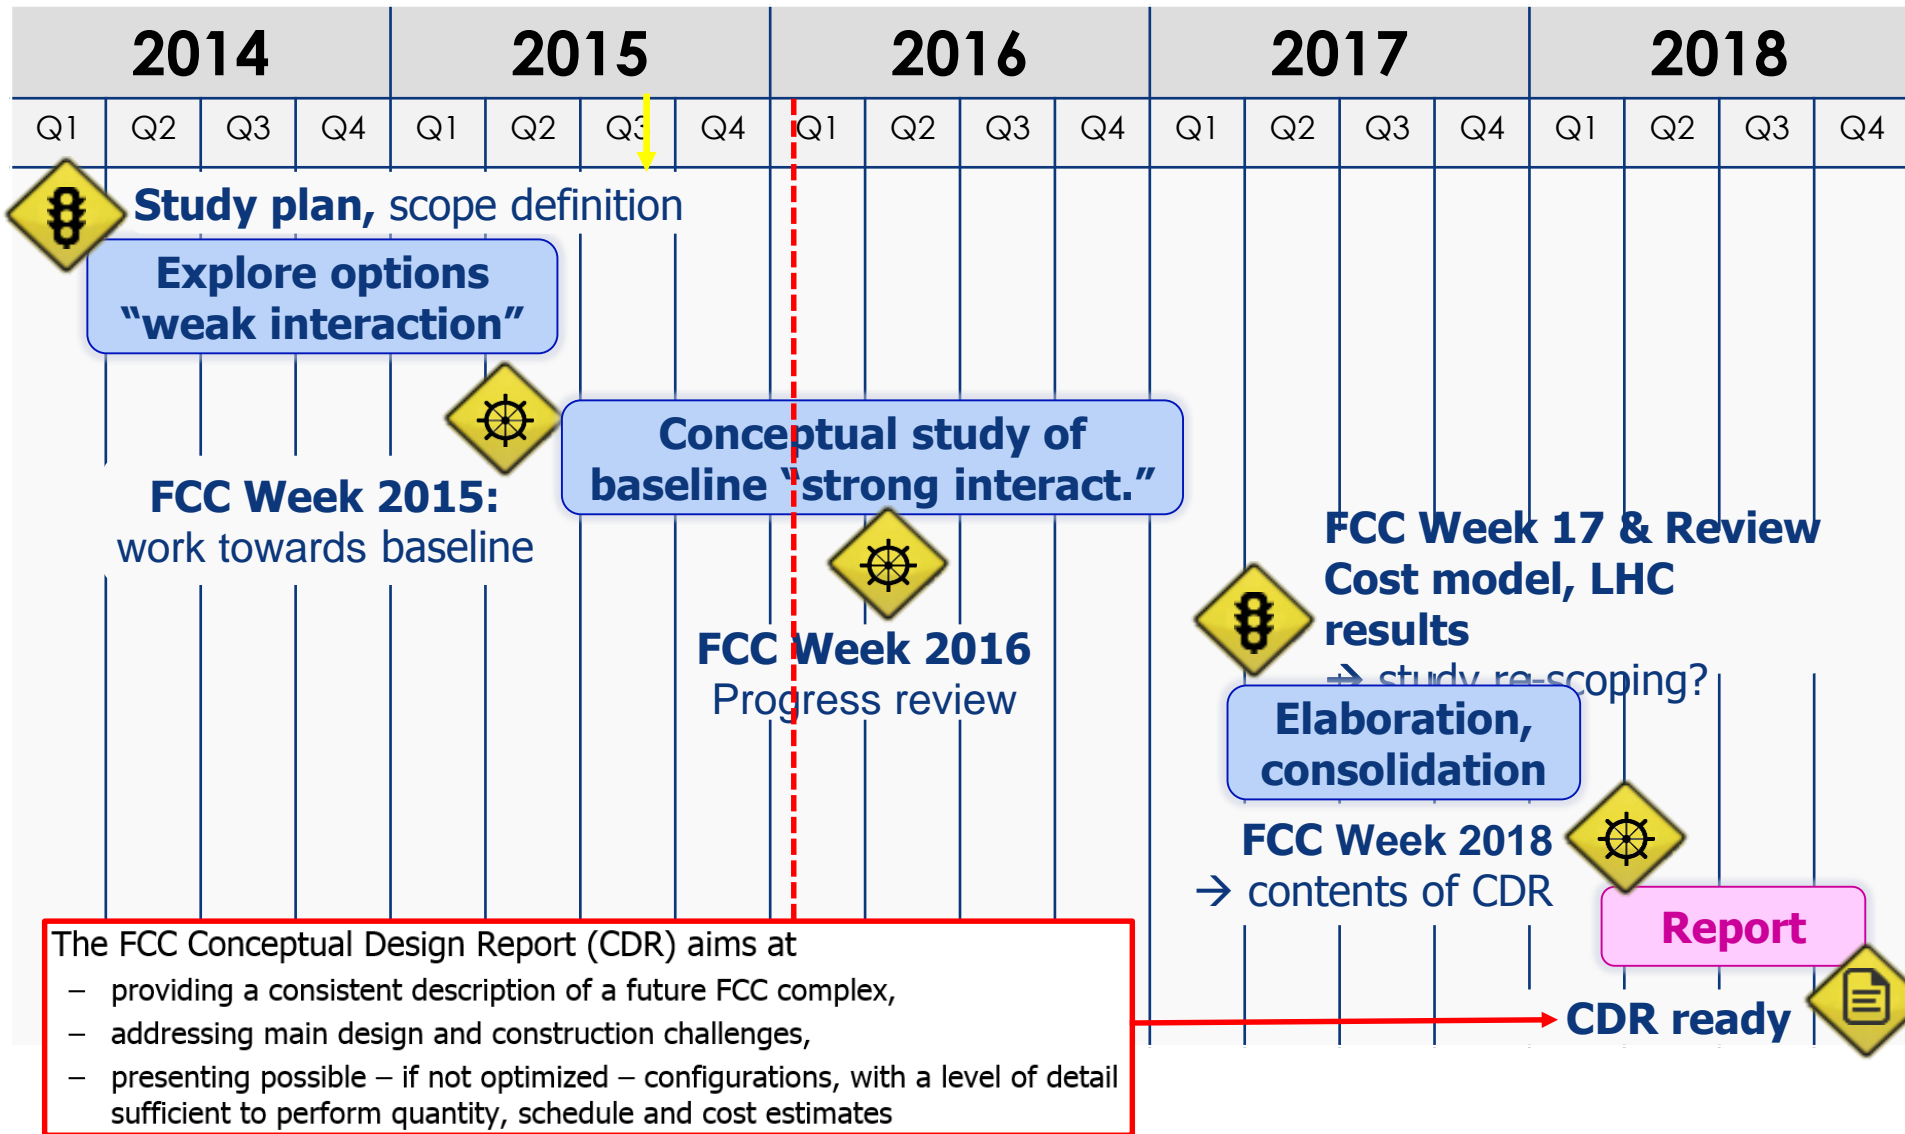 2014 2015 2016 2017 2018
Q1 Q2 Q3 Q4 Q1 Q2 Q3 Q4 Q1 Q2 Q3 Q4 Q1 Q2 Q3 Q4 Q1 Q2 Q3 Q4
Study plan, scope definition
Explore options
“weak interaction”
Conceptual study of
baseline “strong interact.”
FCC Week 2015:
work towards baseline
FCC Week 17 & Review
Cost model, LHC
results
→ study re-scoping?
FCC Week 2016
Progress review
Elaboration,
consolidation
FCC Week 2018
→ contents of CDR
Report
CDR ready
The FCC Conceptual Design Report (CDR) aims at
– providing a consistent description of a future FCC complex,
– addressing main design and construction challenges,
– presenting possible – if not optimized – configurations, with a level of detail
sufficient to perform quantity, schedule and cost estimates